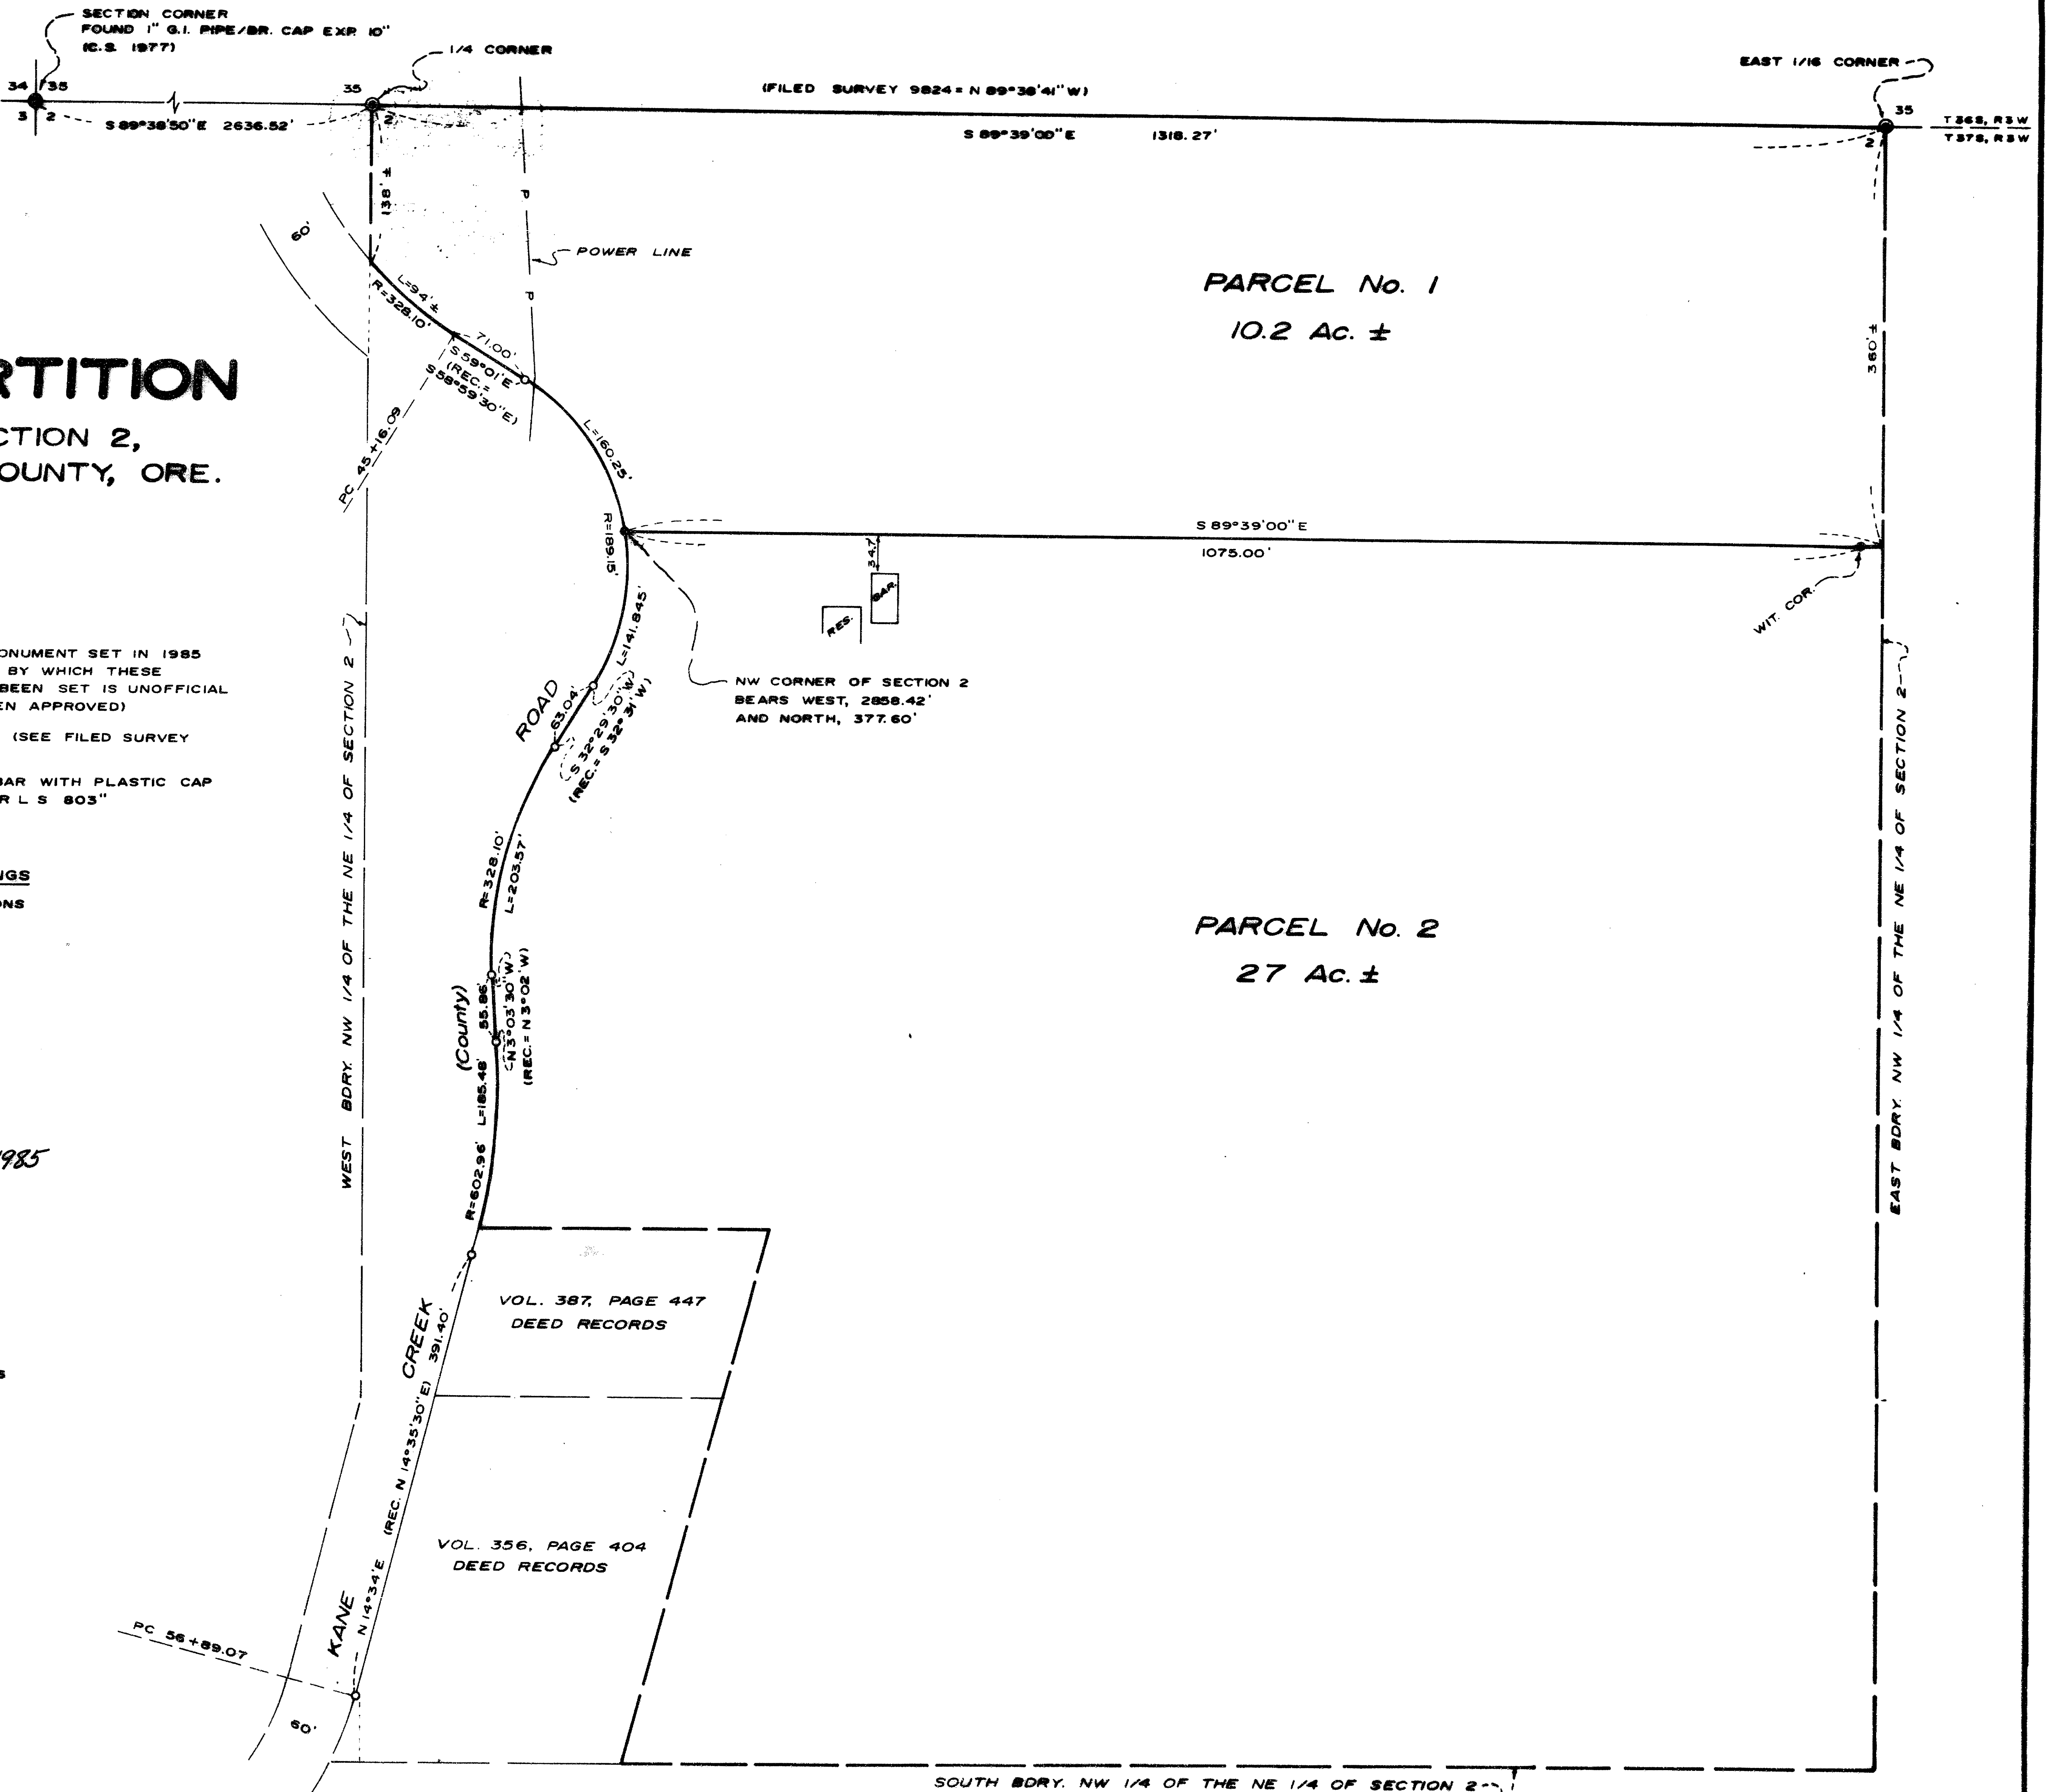 SECTION CORNER
FOUND 1" G.I. PIPE/BR. CAP EXP. 10"
(C.S. 1977)
1/4 CORNER
EAST 1/16 CORNER
34 35
3 2
35
2
35
2
(FILED SURVEY 9824 = N 89°38'41" W)
S 89°38'50" E 2636.52'
S 89°39'00" E 1318.27'
T36S, R3W
T37S, R3W
138' ±
60'
P
POWER LINE
P
L=94' ±
R=328.10'
71.00'
S 59°01' E
(REC.=
S 58°59'30" E)
PC 45+16.09
PARCEL No. 1
10.2 Ac. ±
360' ±
RTITION
CTION 2,
OUNTY, ORE.
L=160.25'
R=189.15'
S 89°39'00" E
1075.00'
34.7'
GAR.
RES.
WIT. COR.
L=141.845'
NW CORNER OF SECTION 2
BEARS WEST, 2858.42'
AND NORTH, 377.60'
ONUMENT SET IN 1985
BY WHICH THESE
BEEN SET IS UNOFFICIAL
EN APPROVED)
(SEE FILED SURVEY
BAR WITH PLASTIC CAP
R L S 803"
NGS
ONS
1985
S
WEST BDRY. NW 1/4 OF THE NE 1/4 OF SECTION 2
ROAD
63.04'
S 32°29'30" W
(REC.= S 32°31' W)
R=328.10'
L=203.57'
(County)
55.86'
N 3°03'30" W
(REC.= N 3°02' W)
R=602.96' L=185.48'
PARCEL No. 2
27 Ac. ±
EAST BDRY. NW 1/4 OF THE NE 1/4 OF SECTION 2
VOL. 387, PAGE 447
DEED RECORDS
KANE CREEK
N 14°34' E (REC. N 14°35'30" E) 391.40'
VOL. 356, PAGE 404
DEED RECORDS
PC 56+89.07
60'
SOUTH BDRY. NW 1/4 OF THE NE 1/4 OF SECTION 2